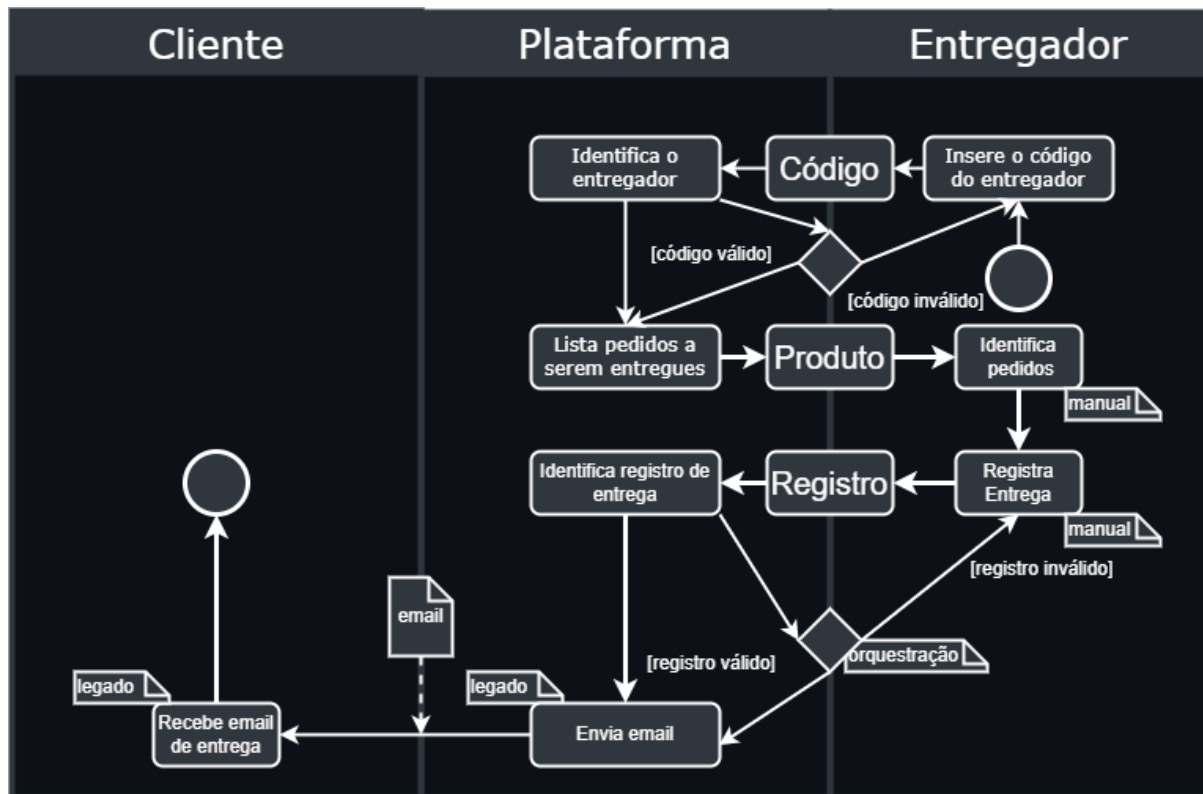 Cliente
Plataforma
Entregador
Identifica o
entregador
Código
Insere o código
do entregador
[código válido]
[código inválido]
Lista pedidos a
serem entregues
Produto
Identifica
pedidos
manual
Identifica registro de
entrega
Registro
Registra
Entrega
manual
[registro inválido]
email
[registro válido]
orquestração
legado
legado
Recebe email
de entrega
Envia email